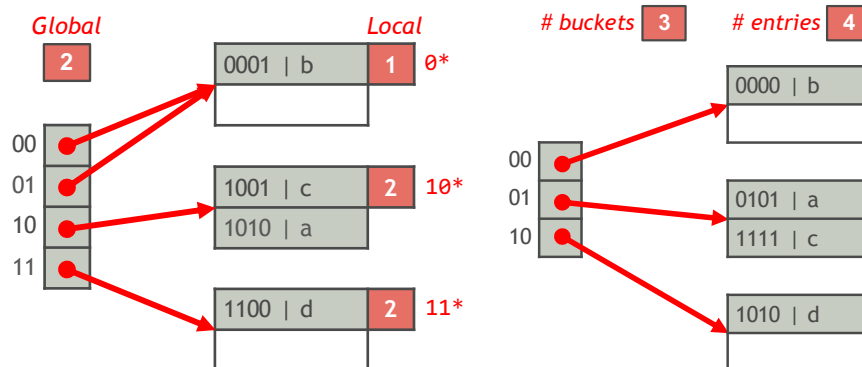 Global
2
Local
0001 | b
1
0*
00
01
10
11
1001 | c
2
10*
1010 | a
1100 | d
2
11*
# buckets 3
# entries 4
0000 | b
00
01
10
0101 | a
1111 | c
1010 | d